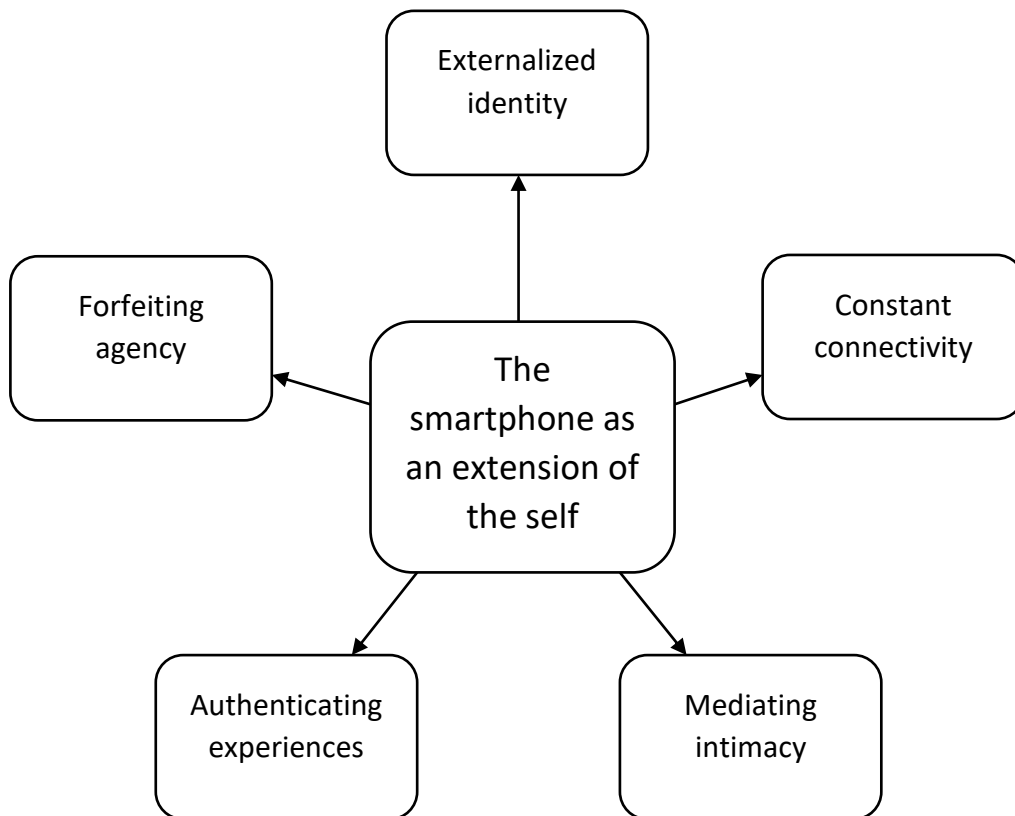 Externalized
identity
Forfeiting
agency
Constant
connectivity
The
smartphone as
an extension of
the self
Authenticating
experiences
Mediating
intimacy